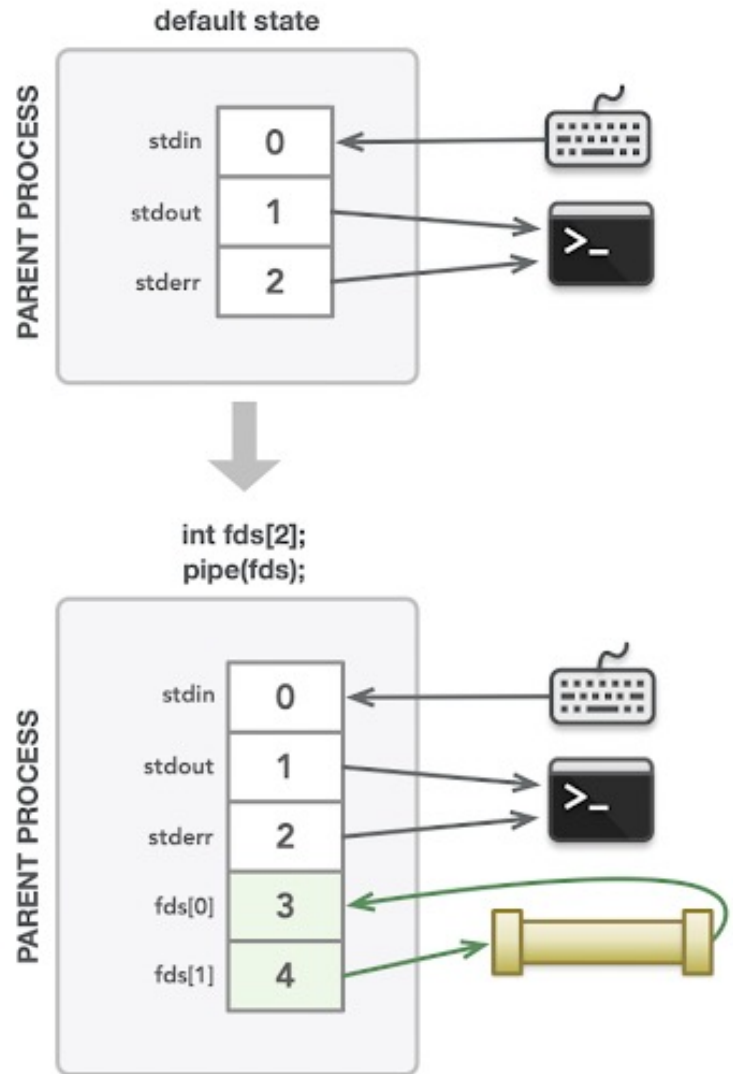 default state
PARENT PROCESS
stdin 0
stdout 1
stderr 2
>_
int fds[2];
pipe(fds);
PARENT PROCESS
stdin 0
stdout 1
stderr 2
fds[0] 3
fds[1] 4
>_